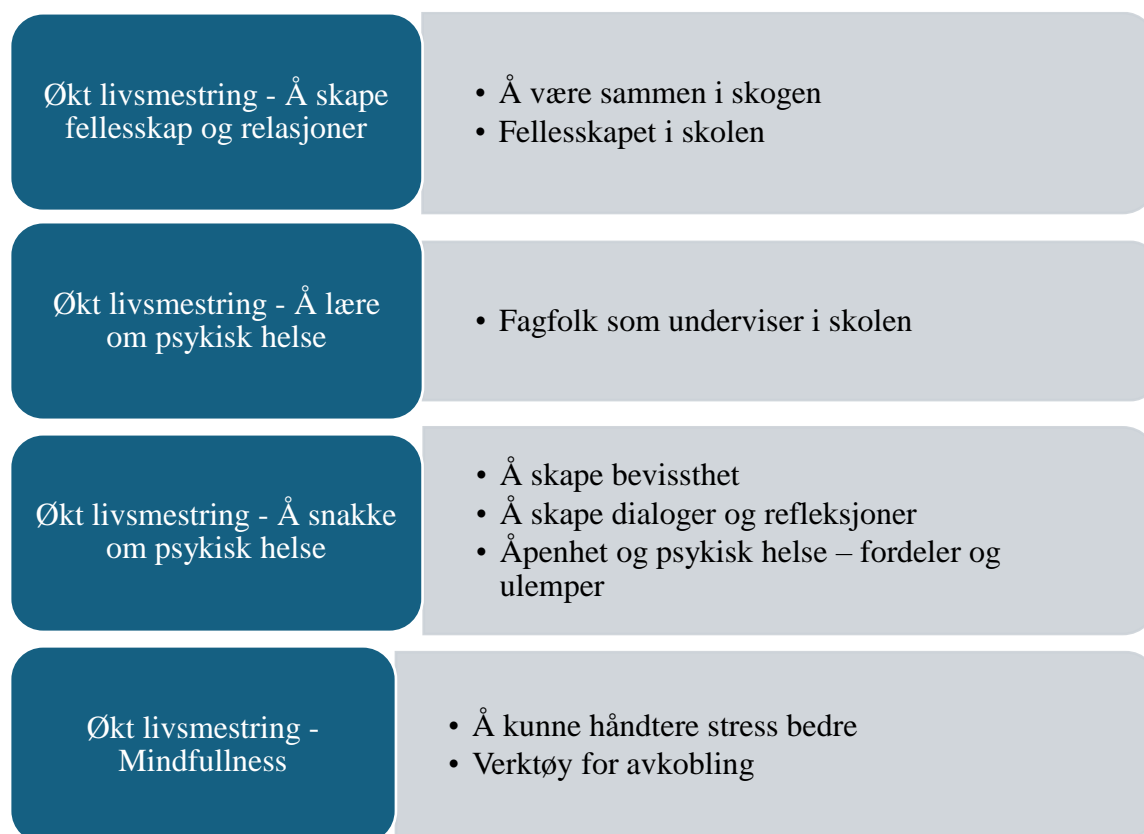 Økt livsmestring - Å skape
fellesskap og relasjoner
• Å være sammen i skogen
• Fellesskapet i skolen
Økt livsmestring - Å lære
om psykisk helse
• Fagfolk som underviser i skolen
Økt livsmestring - Å snakke
om psykisk helse
• Å skape bevissthet
• Å skape dialoger og refleksjoner
• Åpenhet og psykisk helse – fordeler og
ulemper
Økt livsmestring -
Mindfullness
• Å kunne håndtere stress bedre
• Verktøy for avkobling